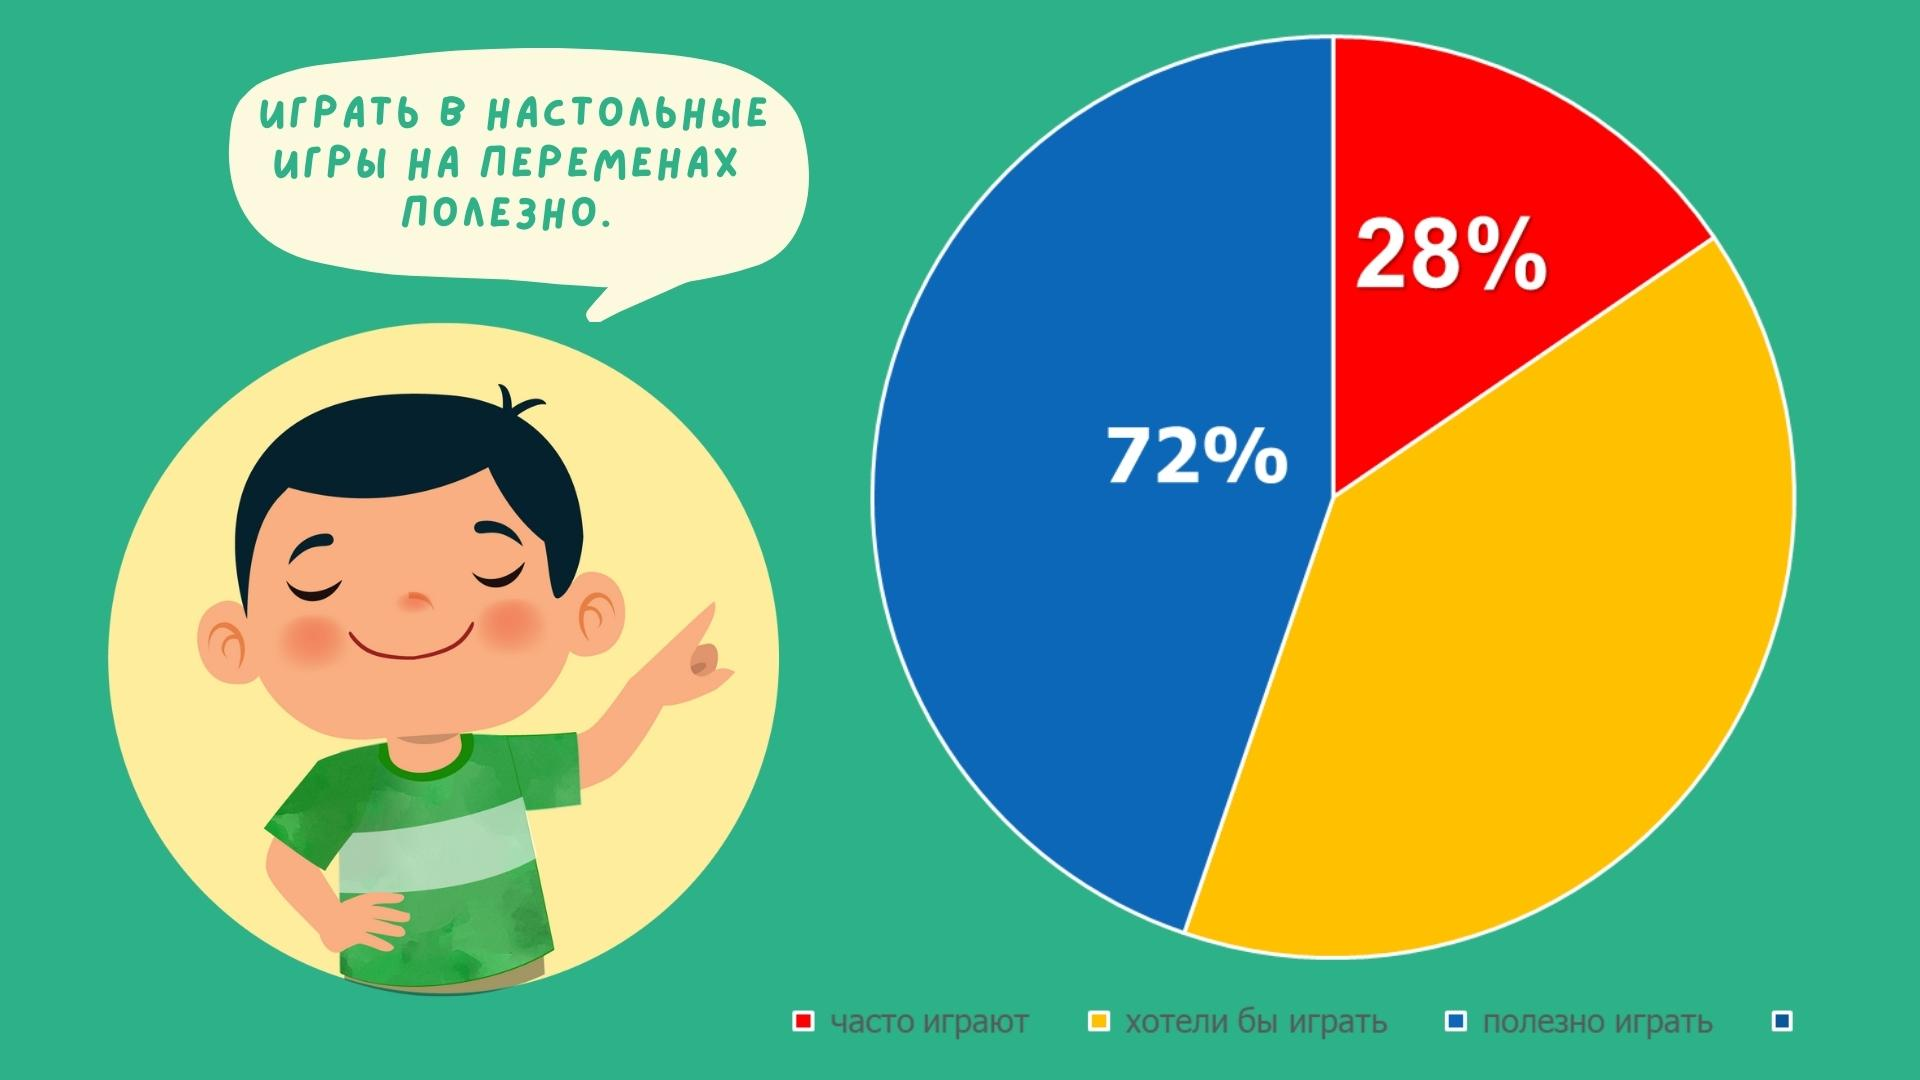 ИГРАТЬ В НАСТОЛЬНЫЕ
ИГРЫ НА ПЕРЕМЕНАХ
ПОЛЕЗНО.
28%
72%
часто играют
хотели бы играть
полезно играть